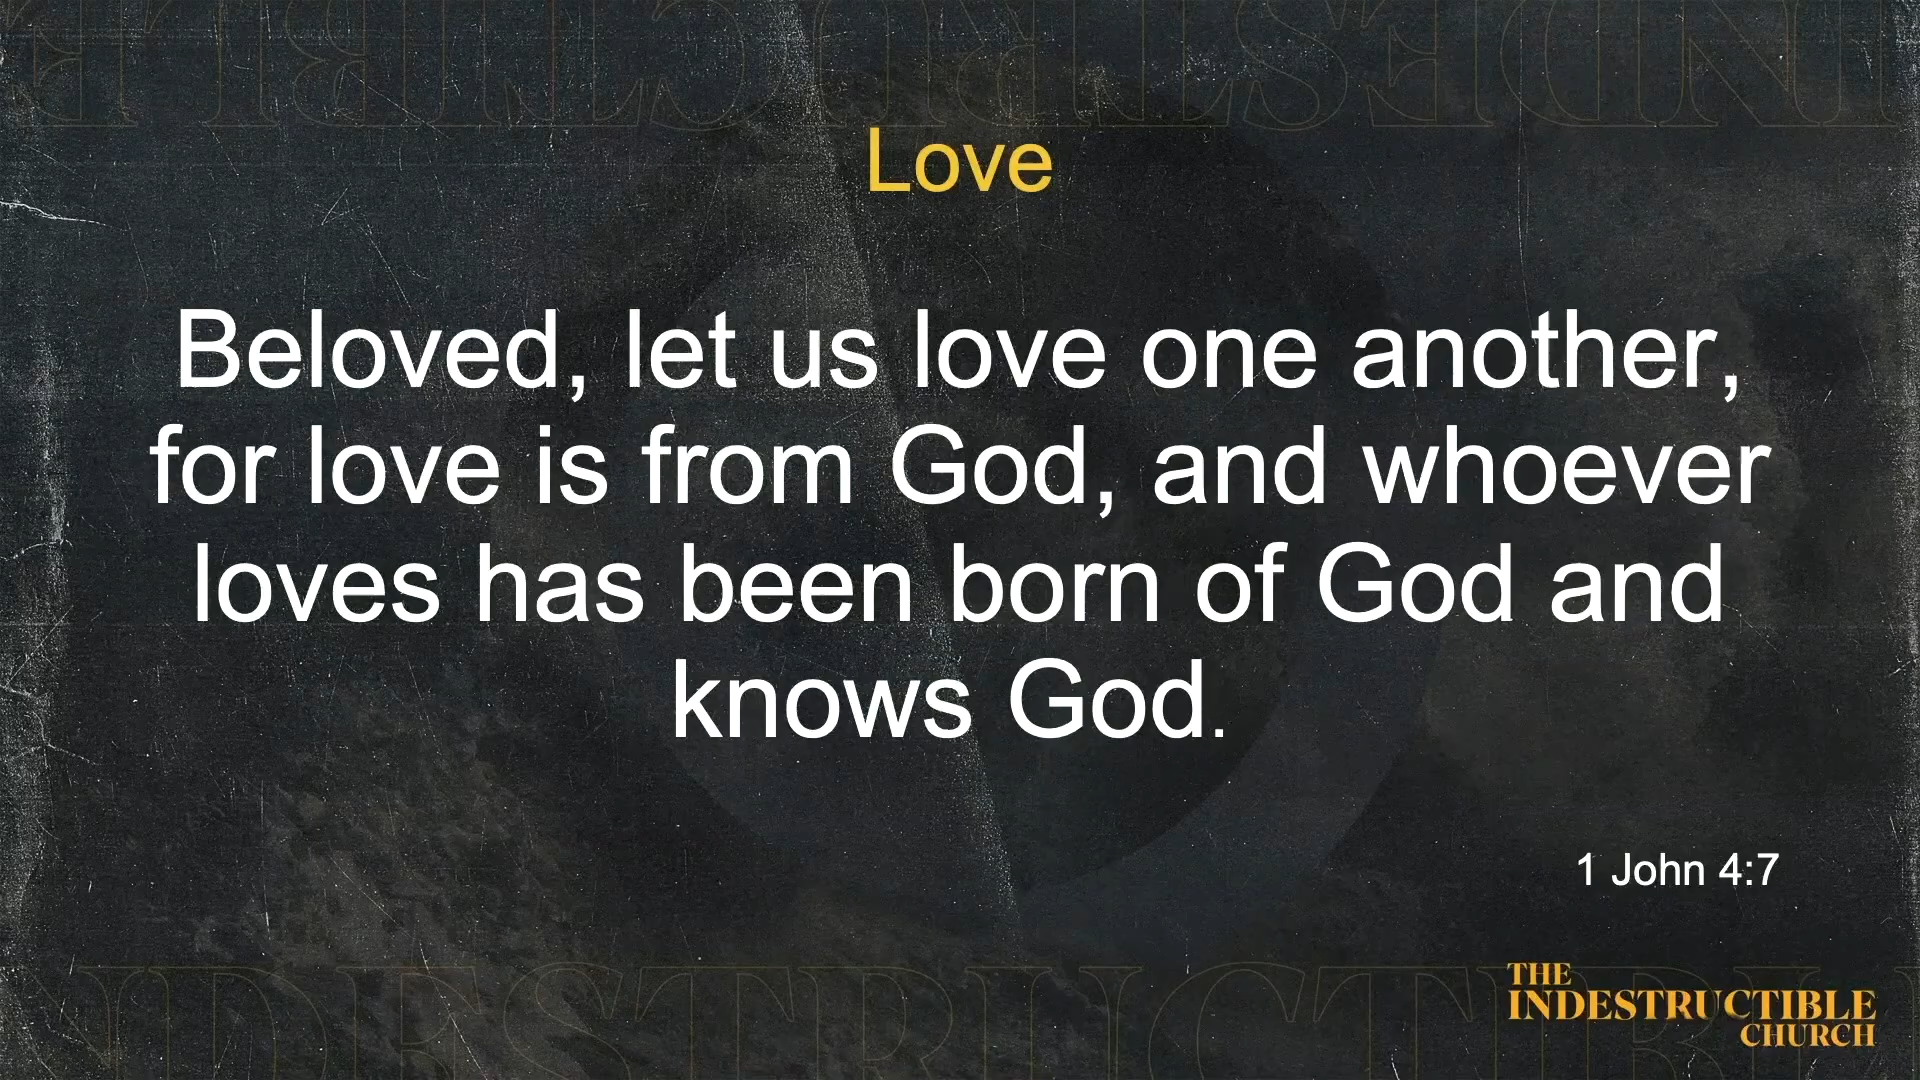 Love
Beloved, let us love one another,
for love is from God, and whoever
loves has been born of God and
knows God.
1 John 4:7
THE
INDESTRUCTIBLE
CHURCH